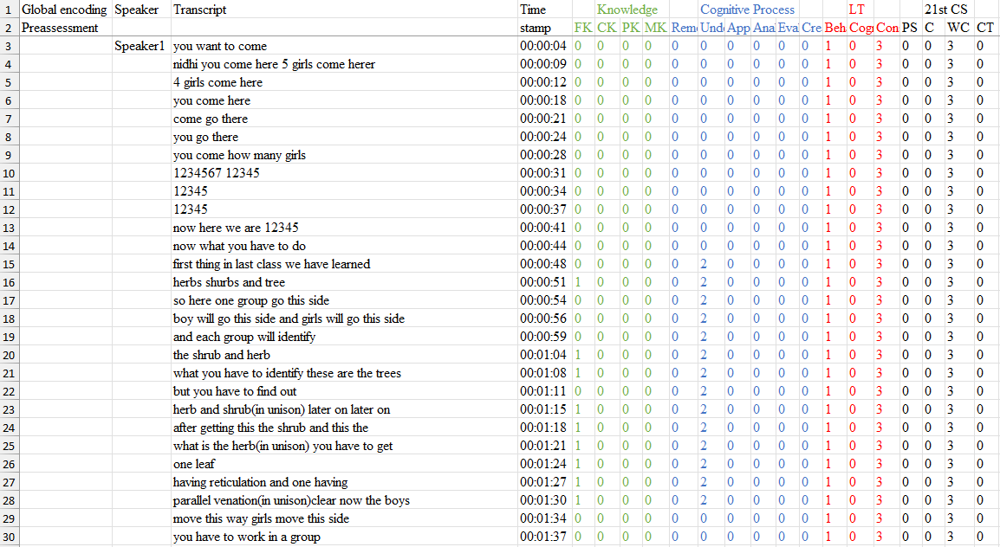 1 Global encoding Speaker Transcript Time Knowledge Cognitive Process LT 21st CS
2 Preassessment stamp FK CK PK MK Rem Und App Ana Eva Cre Beh Cog Con PS C WC CT
3 Speaker1 you want to come 00:00:04 0 0 0 0 0 0 0 0 0 0 1 0 3 0 0 3 0
4 nidhi you come here 5 girls come herer 00:00:09 0 0 0 0 0 0 0 0 0 0 1 0 3 0 0 3 0
5 4 girls come here 00:00:12 0 0 0 0 0 0 0 0 0 0 1 0 3 0 0 3 0
6 you come here 00:00:18 0 0 0 0 0 0 0 0 0 0 1 0 3 0 0 3 0
7 come go there 00:00:21 0 0 0 0 0 0 0 0 0 0 1 0 3 0 0 3 0
8 you go there 00:00:24 0 0 0 0 0 0 0 0 0 0 1 0 3 0 0 3 0
9 you come how many girls 00:00:28 0 0 0 0 0 0 0 0 0 0 1 0 3 0 0 3 0
10 1234567 12345 00:00:31 0 0 0 0 0 0 0 0 0 0 1 0 3 0 0 3 0
11 12345 00:00:34 0 0 0 0 0 0 0 0 0 0 1 0 3 0 0 3 0
12 12345 00:00:37 0 0 0 0 0 0 0 0 0 0 1 0 3 0 0 3 0
13 now here we are 12345 00:00:41 0 0 0 0 0 0 0 0 0 0 1 0 3 0 0 3 0
14 now what you have to do 00:00:44 0 0 0 0 0 0 0 0 0 0 1 0 3 0 0 3 0
15 first thing in last class we have learned 00:00:48 0 0 0 0 0 2 0 0 0 0 1 0 3 0 0 3 0
16 herbs shurbs and tree 00:00:51 1 0 0 0 0 2 0 0 0 0 1 0 3 0 0 3 0
17 so here one group go this side 00:00:54 0 0 0 0 0 2 0 0 0 0 1 0 3 0 0 3 0
18 boy will go this side and girls will go this side 00:00:56 0 0 0 0 0 2 0 0 0 0 1 0 3 0 0 3 0
19 and each group will identify 00:00:59 0 0 0 0 0 2 0 0 0 0 1 0 3 0 0 3 0
20 the shrub and herb 00:01:04 1 0 0 0 0 2 0 0 0 0 1 0 3 0 0 3 0
21 what you have to identify these are the trees 00:01:08 1 0 0 0 0 2 0 0 0 0 1 0 3 0 0 3 0
22 but you have to find out 00:01:11 0 0 0 0 0 2 0 0 0 0 1 0 3 0 0 3 0
23 herb and shrub(in unison) later on later on 00:01:15 1 0 0 0 0 2 0 0 0 0 1 0 3 0 0 3 0
24 after getting this the shrub and this the 00:01:18 1 0 0 0 0 2 0 0 0 0 1 0 3 0 0 3 0
25 what is the herb(in unison) you have to get 00:01:21 1 0 0 0 0 2 0 0 0 0 1 0 3 0 0 3 0
26 one leaf 00:01:24 1 0 0 0 0 2 0 0 0 0 1 0 3 0 0 3 0
27 having reticulation and one having 00:01:27 1 0 0 0 0 2 0 0 0 0 1 0 3 0 0 3 0
28 parallel venation(in unison)clear now the boys 00:01:30 1 0 0 0 0 2 0 0 0 0 1 0 3 0 0 3 0
29 move this way girls move this side 00:01:34 0 0 0 0 0 0 0 0 0 0 1 0 3 0 0 3 0
30 you have to work in a group 00:01:37 0 0 0 0 0 0 0 0 0 0 1 0 3 0 0 3 0